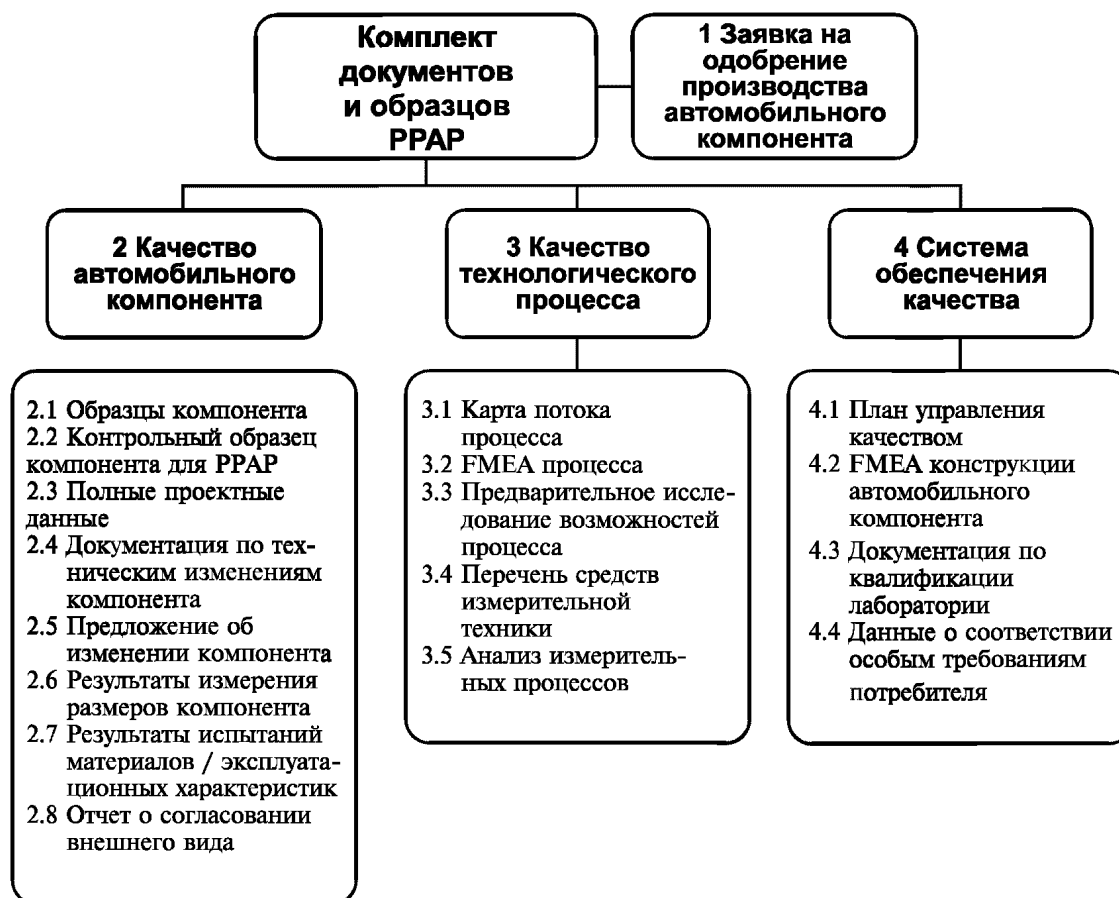 Комплект
документов
и образцов
PPAP
1 Заявка на
одобрение
производства
автомобильного
компонента
2 Качество
автомобильного
компонента
3 Качество
технологического
процесса
4 Система
обеспечения
качества
2.1 Образцы компонента
2.2 Контрольный образец
компонента для PPAP
2.3 Полные проектные
данные
2.4 Документация по тех-
ническим изменениям
компонента
2.5 Предложение об
изменении компонента
2.6 Результаты измерения
размеров компонента
2.7 Результаты испытаний
материалов / эксплуата-
ционных характеристик
2.8 Отчет о согласовании
внешнего вида
3.1 Карта потока
процесса
3.2 FMEA процесса
3.3 Предварительное иссле-
дование возможностей
процесса
3.4 Перечень средств
измерительной
техники
3.5 Анализ измеритель-
ных процессов
4.1 План управления
качеством
4.2 FMEA конструкции
автомобильного
компонента
4.3 Документация по
квалификации
лаборатории
4.4 Данные о соответствии
особым требованиям
потребителя